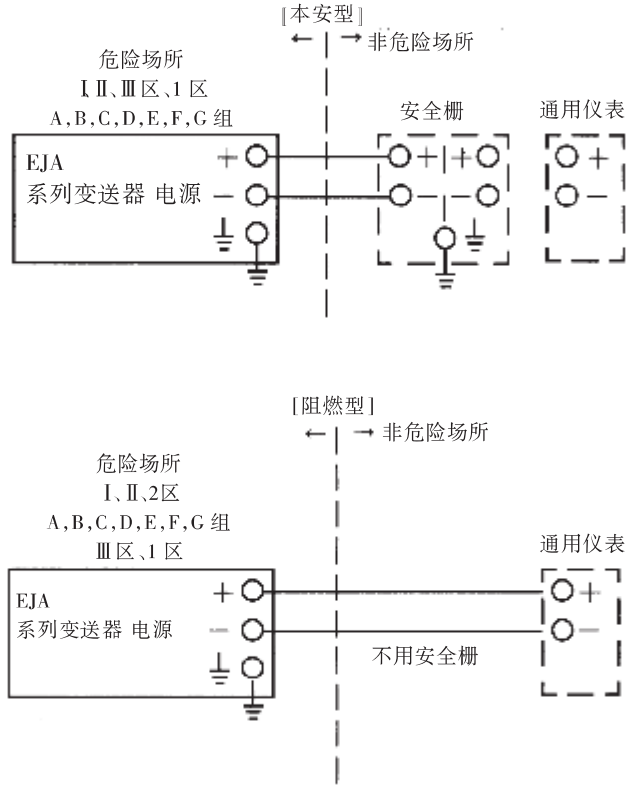 [本安型]
← → 非危险场所
危险场所
Ⅰ、Ⅱ、Ⅲ区、1区
A,B,C,D,E,F,G组
安全栅
通用仪表
EJA
系列变送器 电源
+
−
+
+
−
−
+
−
[阻燃型]
← → 非危险场所
危险场所
Ⅰ、Ⅱ、2区
A,B,C,D,E,F,G组
Ⅲ区、1区
通用仪表
EJA
系列变送器 电源
+
−
+
−
不用安全栅